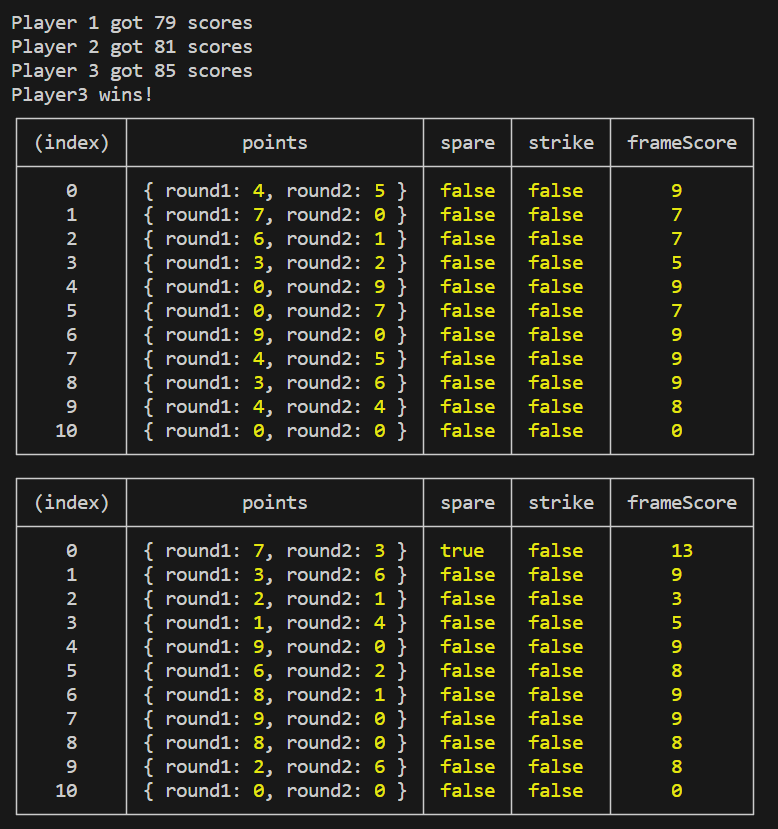 Player 1 got 79 scores
Player 2 got 81 scores
Player 3 got 85 scores
Player3 wins!
(index) points spare strike frameScore
0 { round1: 4, round2: 5 } false false 9
1 { round1: 7, round2: 0 } false false 7
2 { round1: 6, round2: 1 } false false 7
3 { round1: 3, round2: 2 } false false 5
4 { round1: 0, round2: 9 } false false 9
5 { round1: 0, round2: 7 } false false 7
6 { round1: 9, round2: 0 } false false 9
7 { round1: 4, round2: 5 } false false 9
8 { round1: 3, round2: 6 } false false 9
9 { round1: 4, round2: 4 } false false 8
10 { round1: 0, round2: 0 } false false 0
(index) points spare strike frameScore
0 { round1: 7, round2: 3 } true false 13
1 { round1: 3, round2: 6 } false false 9
2 { round1: 2, round2: 1 } false false 3
3 { round1: 1, round2: 4 } false false 5
4 { round1: 9, round2: 0 } false false 9
5 { round1: 6, round2: 2 } false false 8
6 { round1: 8, round2: 1 } false false 9
7 { round1: 9, round2: 0 } false false 9
8 { round1: 8, round2: 0 } false false 8
9 { round1: 2, round2: 6 } false false 8
10 { round1: 0, round2: 0 } false false 0